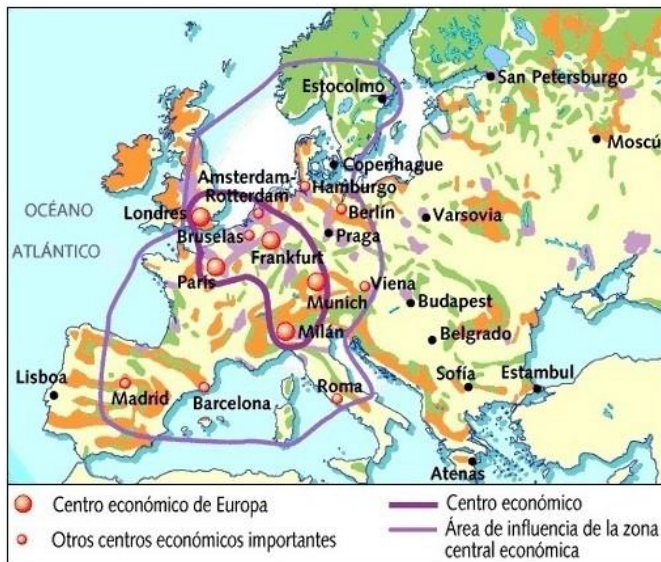 San Petersburgo
Estocolmo
Moscú
Copenhague
Amsterdam-
Rotterdam
Hamburgo
OCÉANO
ATLÁNTICO
Londres
Berlín
Varsovia
Bruselas
Praga
Frankfurt
París
Viena
Munich
Budapest
Milán
Belgrado
Lisboa
Madrid
Barcelona
Roma
Sofía
Estambul
Atenas
Centro económico de Europa
Otros centros económicos importantes
Centro económico
Área de influencia de la zona
central económica